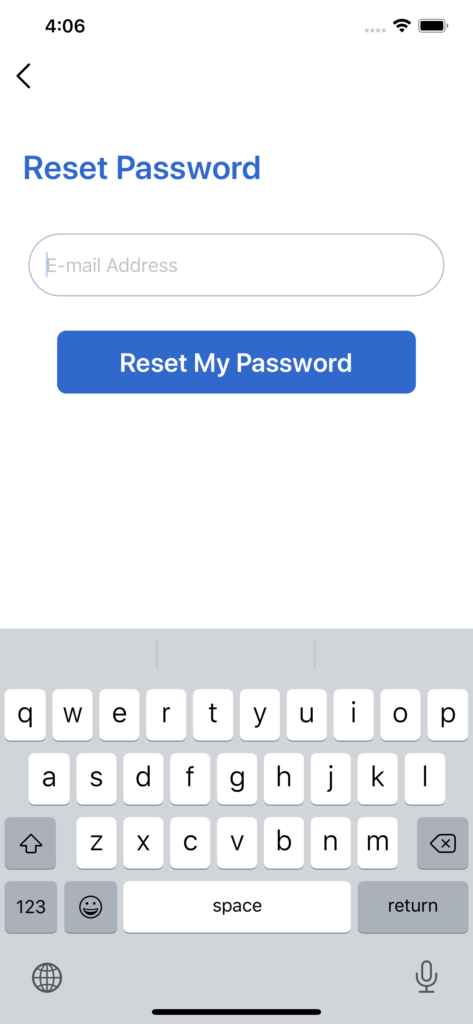 4:06
Reset Password
E-mail Address
Reset My Password
q w e r t y u i o p
a s d f g h j k l
z x c v b n m
123 space return